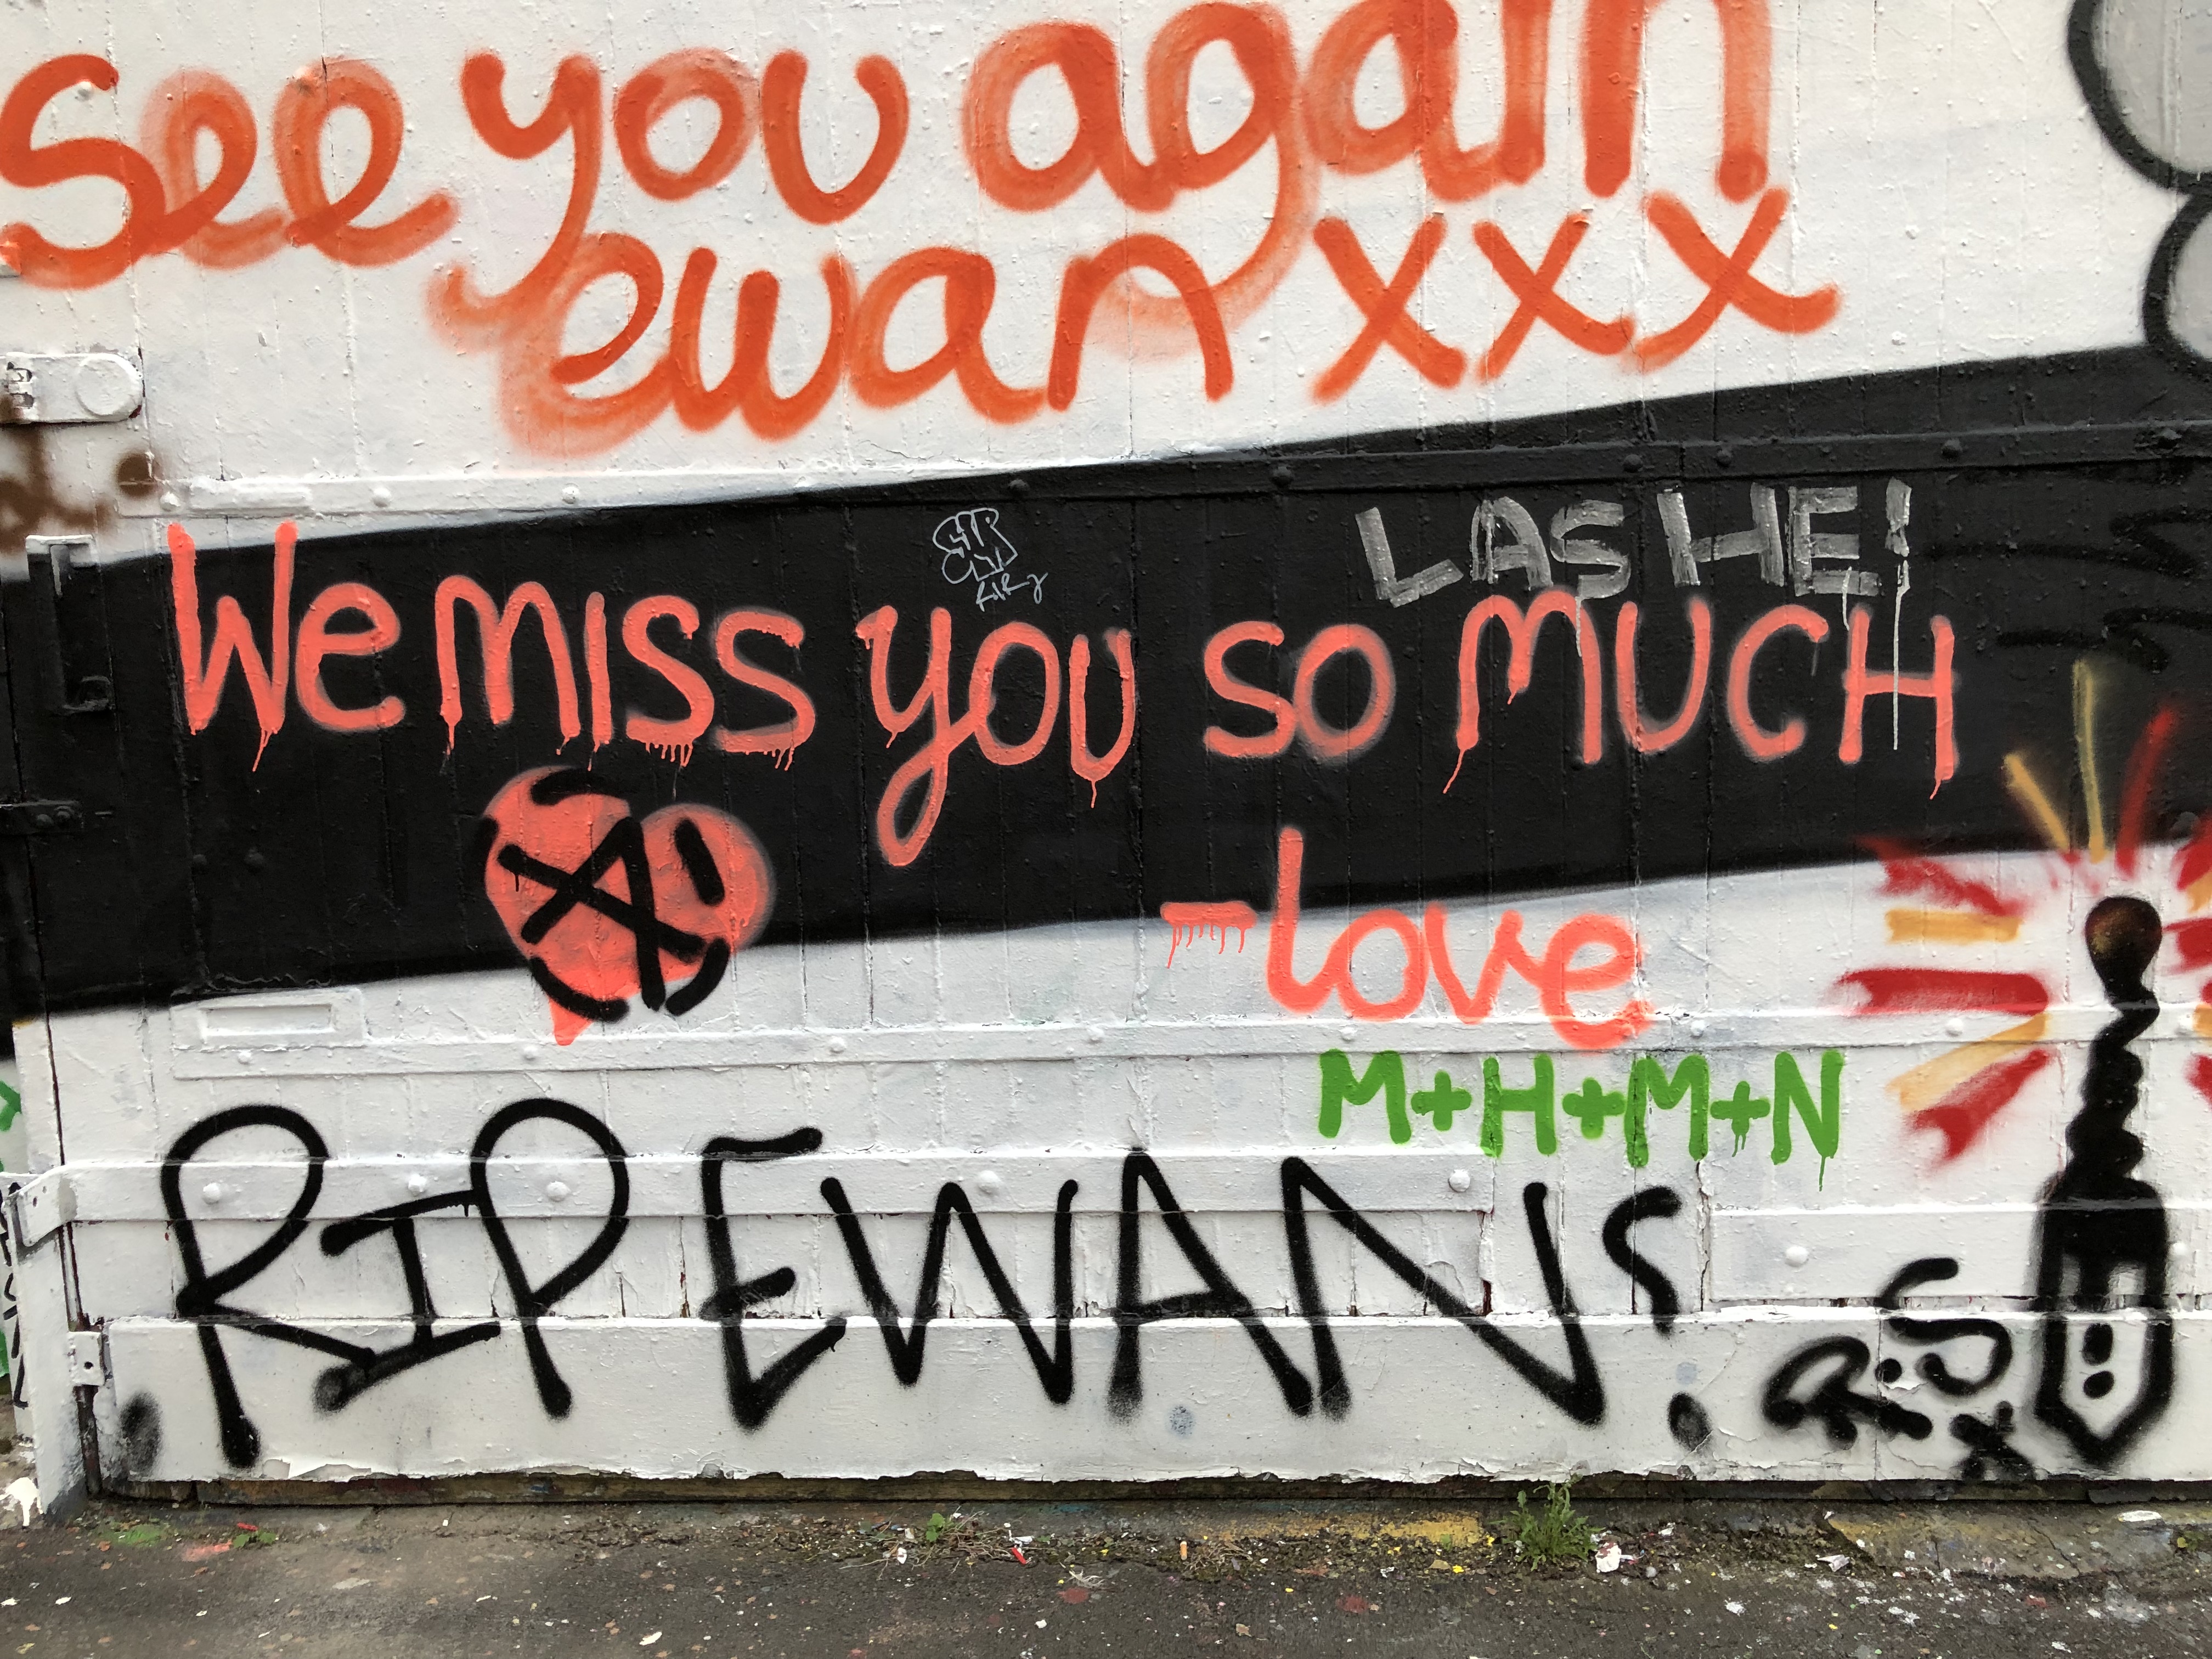 See you again
ewan xxx
LASHE!
We miss you so MUCH
-love
M+H+M+N
RIP EWAN